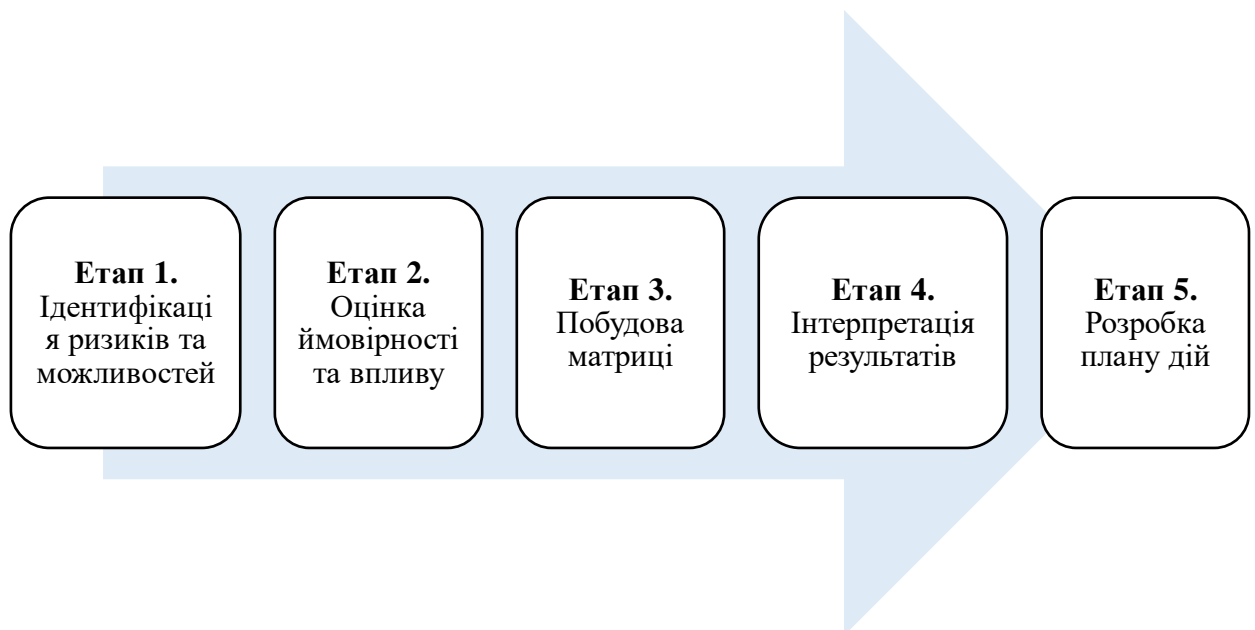 Етап 1.
Ідентифікаці
я ризиків та
можливостей
Етап 2.
Оцінка
ймовірності
та впливу
Етап 3.
Побудова
матриці
Етап 4.
Інтерпретація
результатів
Етап 5.
Розробка
плану дій